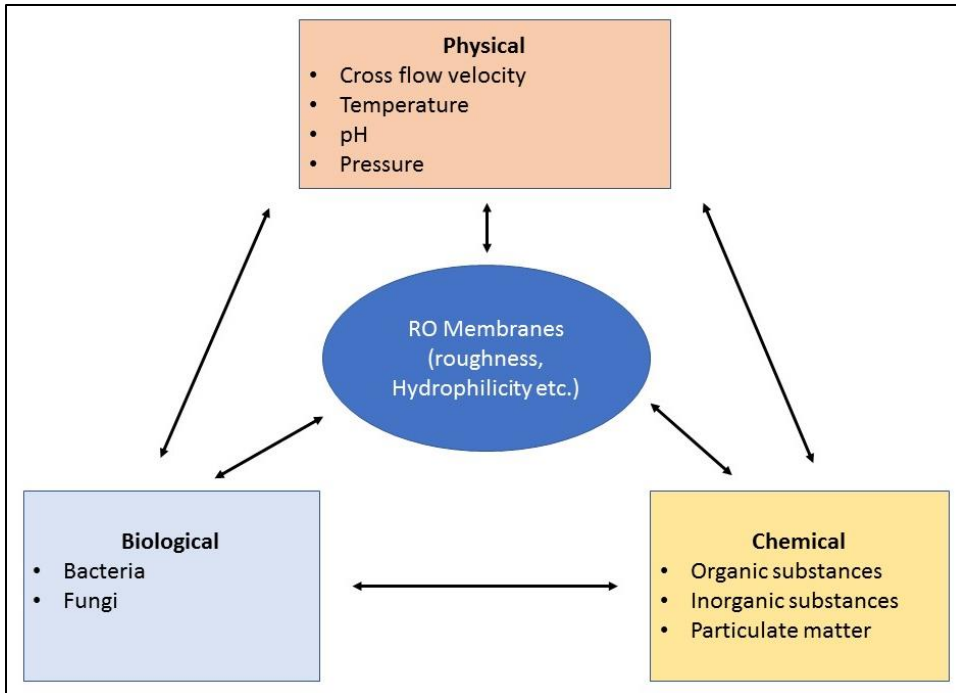 Physical
• Cross flow velocity
• Temperature
• pH
• Pressure
RO Membranes
(roughness,
Hydrophilicity etc.)
Biological
• Bacteria
• Fungi
Chemical
• Organic substances
• Inorganic substances
• Particulate matter